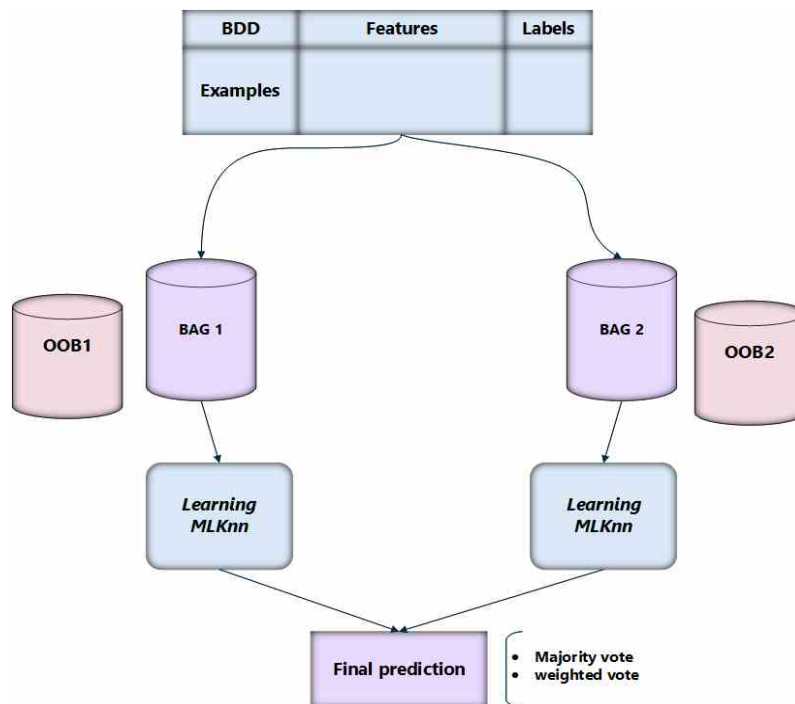 BDD Features Labels
Examples
BAG 1
BAG 2
OOB1
OOB2
Learning
MLKnn
Learning
MLKnn
Final prediction
• Majority vote
• weighted vote